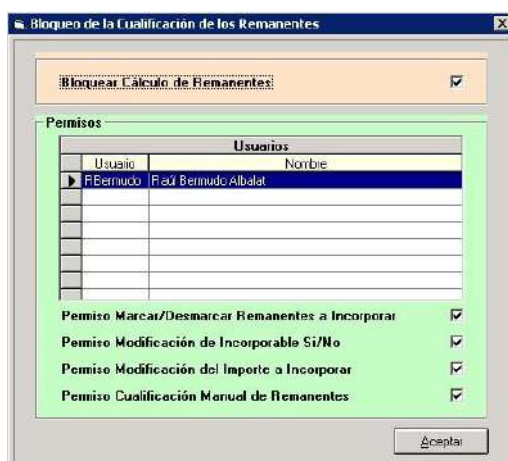 Bloqueo de la Cualificación de los Remanentes
Bloquear Cálculo de Remanentes
Permisos
Usuarios
Usuario Nombre
RBermudo Raúl Bermudo Albalat
Permiso Marcar/Desmarcar Remanentes a Incorporar
Permiso Modificación de Incorporable Si/No
Permiso Modificación del Importe a Incorporar
Permiso Cualificación Manual de Remanentes
Aceptar